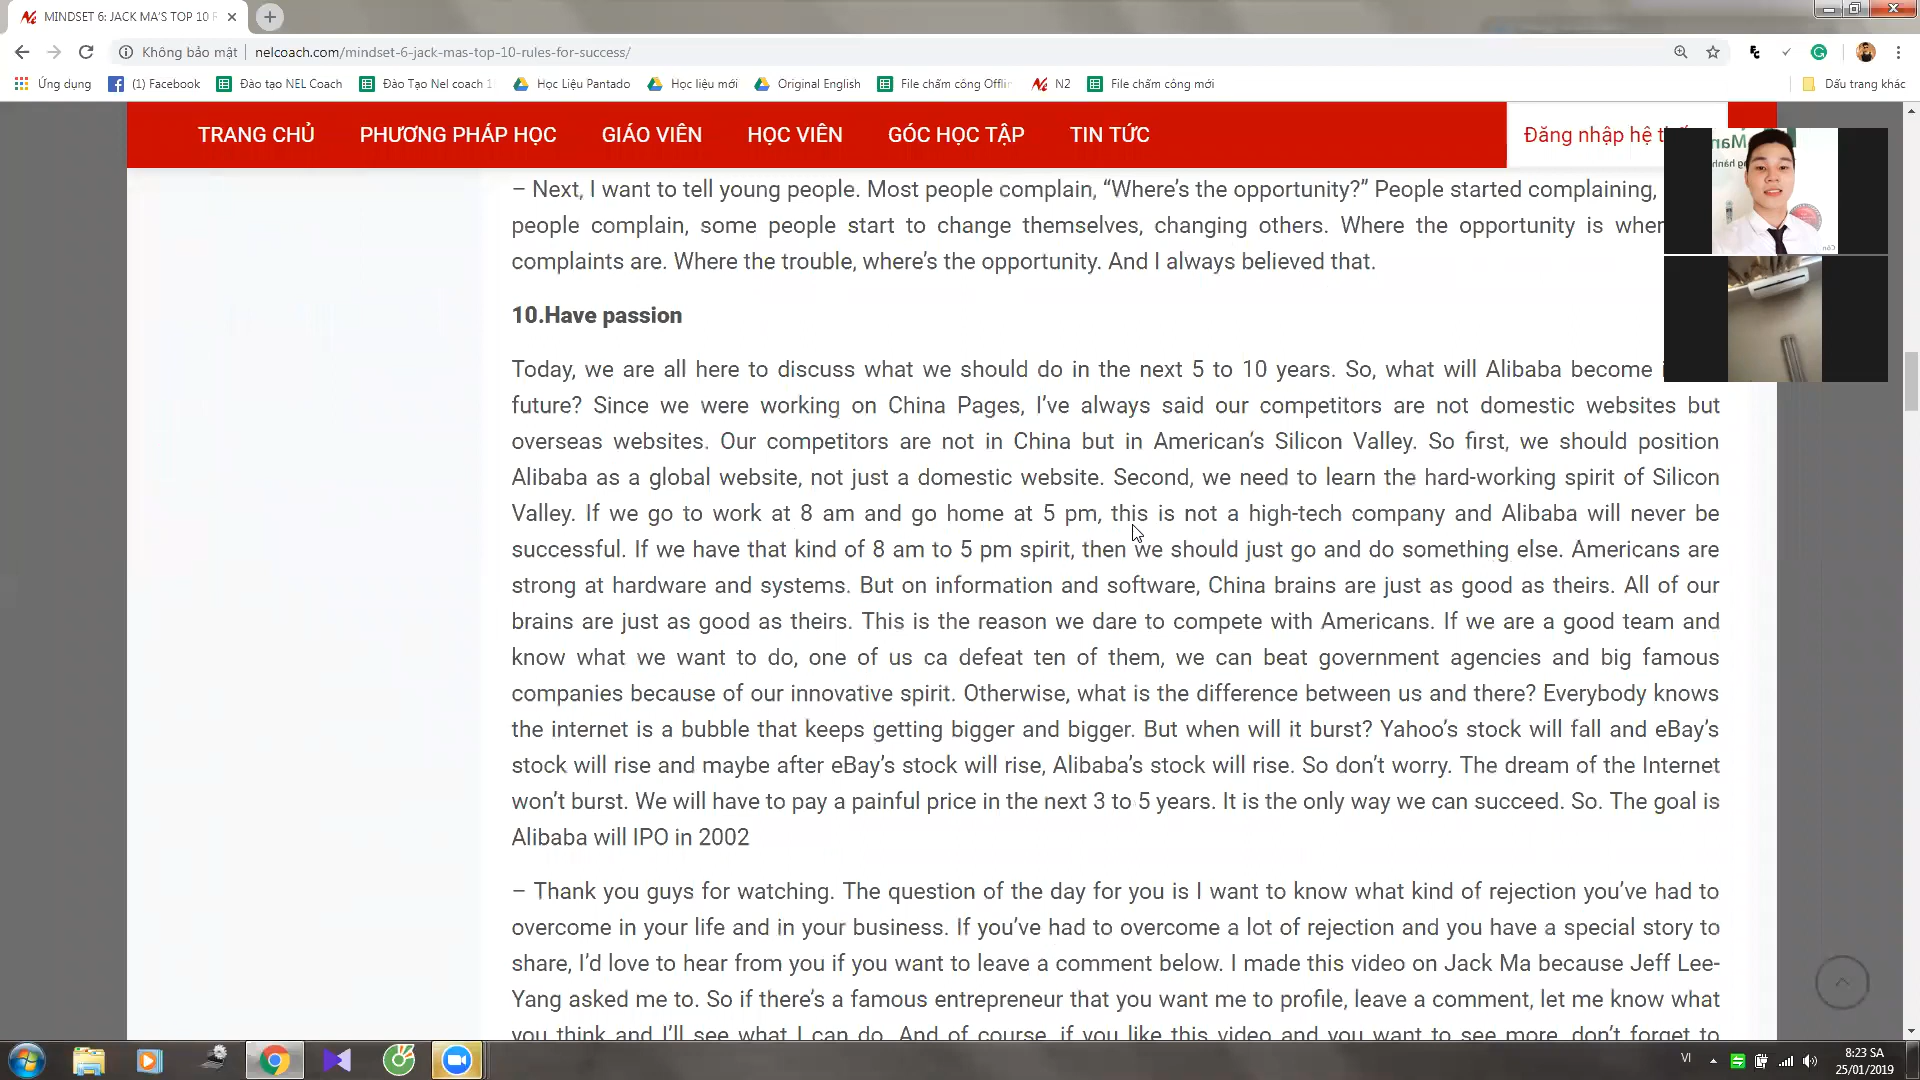 MINDSET 6: JACK MA'S TOP 10 R
Không bảo mật
nelcoach.com/mindset-6-jack-mas-top-10-rules-for-success/
Ứng dụng
(1) Facebook
Đào tạo NEL Coach
Đào Tạo Nel coach 1
Học Liệu Pantado
Học liệu mới
Original English
File chấm công Offlin
N2
File chấm công mới
Dấu trang khác
TRANG CHỦ
PHƯƠNG PHÁP HỌC
GIÁO VIÊN
HỌC VIÊN
GÓC HỌC TẬP
TIN TỨC
Đăng nhập hệ
– Next, I want to tell young people. Most people complain, “Where’s the opportunity?” People started complaining,
people complain, some people start to change themselves, changing others. Where the opportunity is wher
complaints are. Where the trouble, where’s the opportunity. And I always believed that.
10.Have passion
Today, we are all here to discuss what we should do in the next 5 to 10 years. So, what will Alibaba become
future? Since we were working on China Pages, I’ve always said our competitors are not domestic websites but
overseas websites. Our competitors are not in China but in American’s Silicon Valley. So first, we should position
Alibaba as a global website, not just a domestic website. Second, we need to learn the hard-working spirit of Silicon
Valley. If we go to work at 8 am and go home at 5 pm, this is not a high-tech company and Alibaba will never be
successful. If we have that kind of 8 am to 5 pm spirit, then we should just go and do something else. Americans are
strong at hardware and systems. But on information and software, China brains are just as good as theirs. All of our
brains are just as good as theirs. This is the reason we dare to compete with Americans. If we are a good team and
know what we want to do, one of us ca defeat ten of them, we can beat government agencies and big famous
companies because of our innovative spirit. Otherwise, what is the difference between us and there? Everybody knows
the internet is a bubble that keeps getting bigger and bigger. But when will it burst? Yahoo’s stock will fall and eBay’s
stock will rise and maybe after eBay’s stock will rise, Alibaba’s stock will rise. So don’t worry. The dream of the Internet
won’t burst. We will have to pay a painful price in the next 3 to 5 years. It is the only way we can succeed. So. The goal is
Alibaba will IPO in 2002
– Thank you guys for watching. The question of the day for you is I want to know what kind of rejection you’ve had to
overcome in your life and in your business. If you’ve had to overcome a lot of rejection and you have a special story to
share, I’d love to hear from you if you want to leave a comment below. I made this video on Jack Ma because Jeff Lee-
Yang asked me to. So if there’s a famous entrepreneur that you want me to profile, leave a comment, let me know what
you think and I’ll see what I can do. And of course, if you like this video and you want to see more, don’t forget to
VI
8:23 SA
25/01/2019